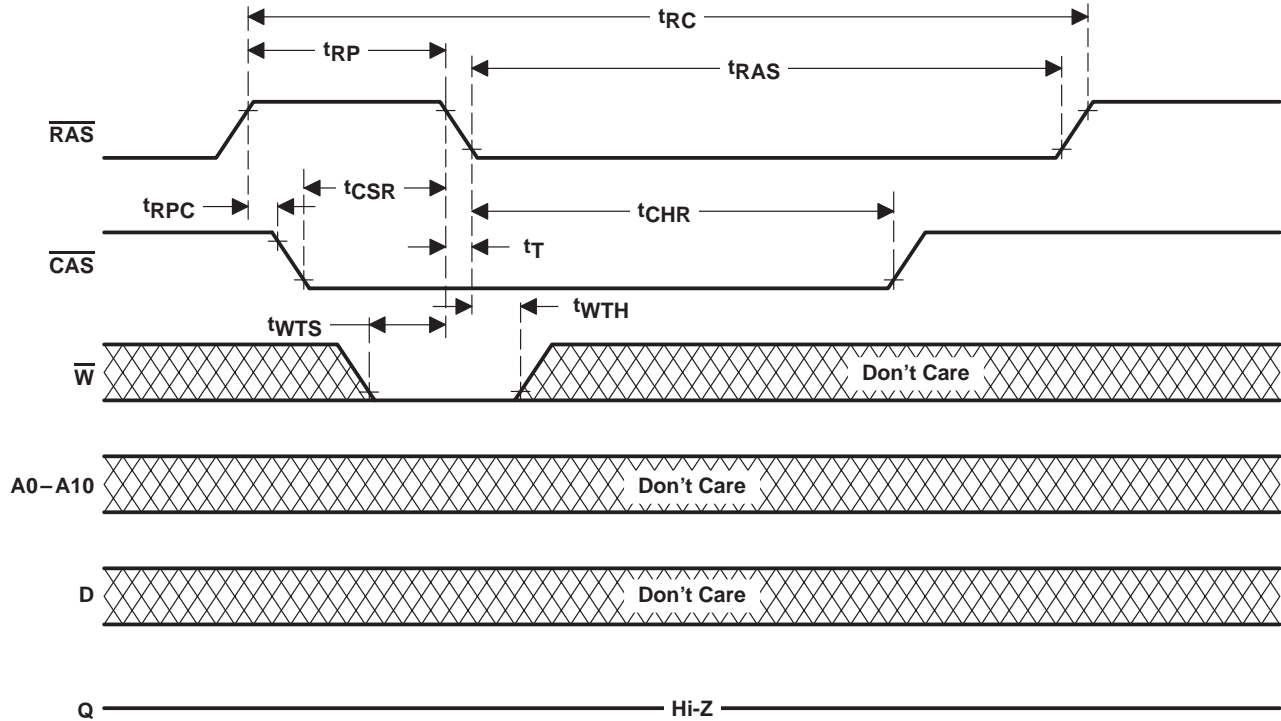 tRC
tRP
tRAS
RAS
tCSR
tRPC
tCHR
tT
CAS
tWTH
tWTS
W
Don't Care
A0–A10
Don't Care
D
Don't Care
Q
Hi-Z